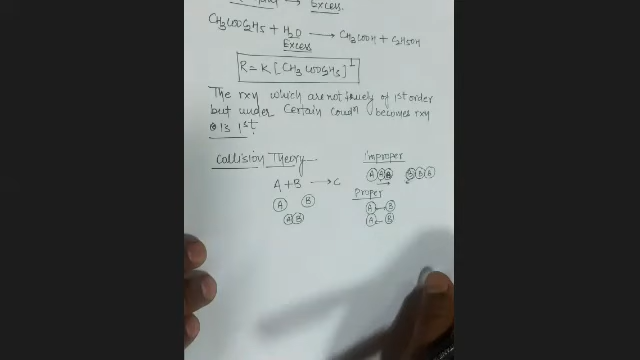 Excess.
CH3COOC2H5 + H2O → CH3COOH + C2H5OH
Excess
R = K [CH3COOC2H5]^1
The rxn which are not truely of 1st order
but under certain condn becomes rxn
is 1st.
Collision Theory
A + B → C
A B
A B
Improper
A A B B B A
Proper
A B
A B